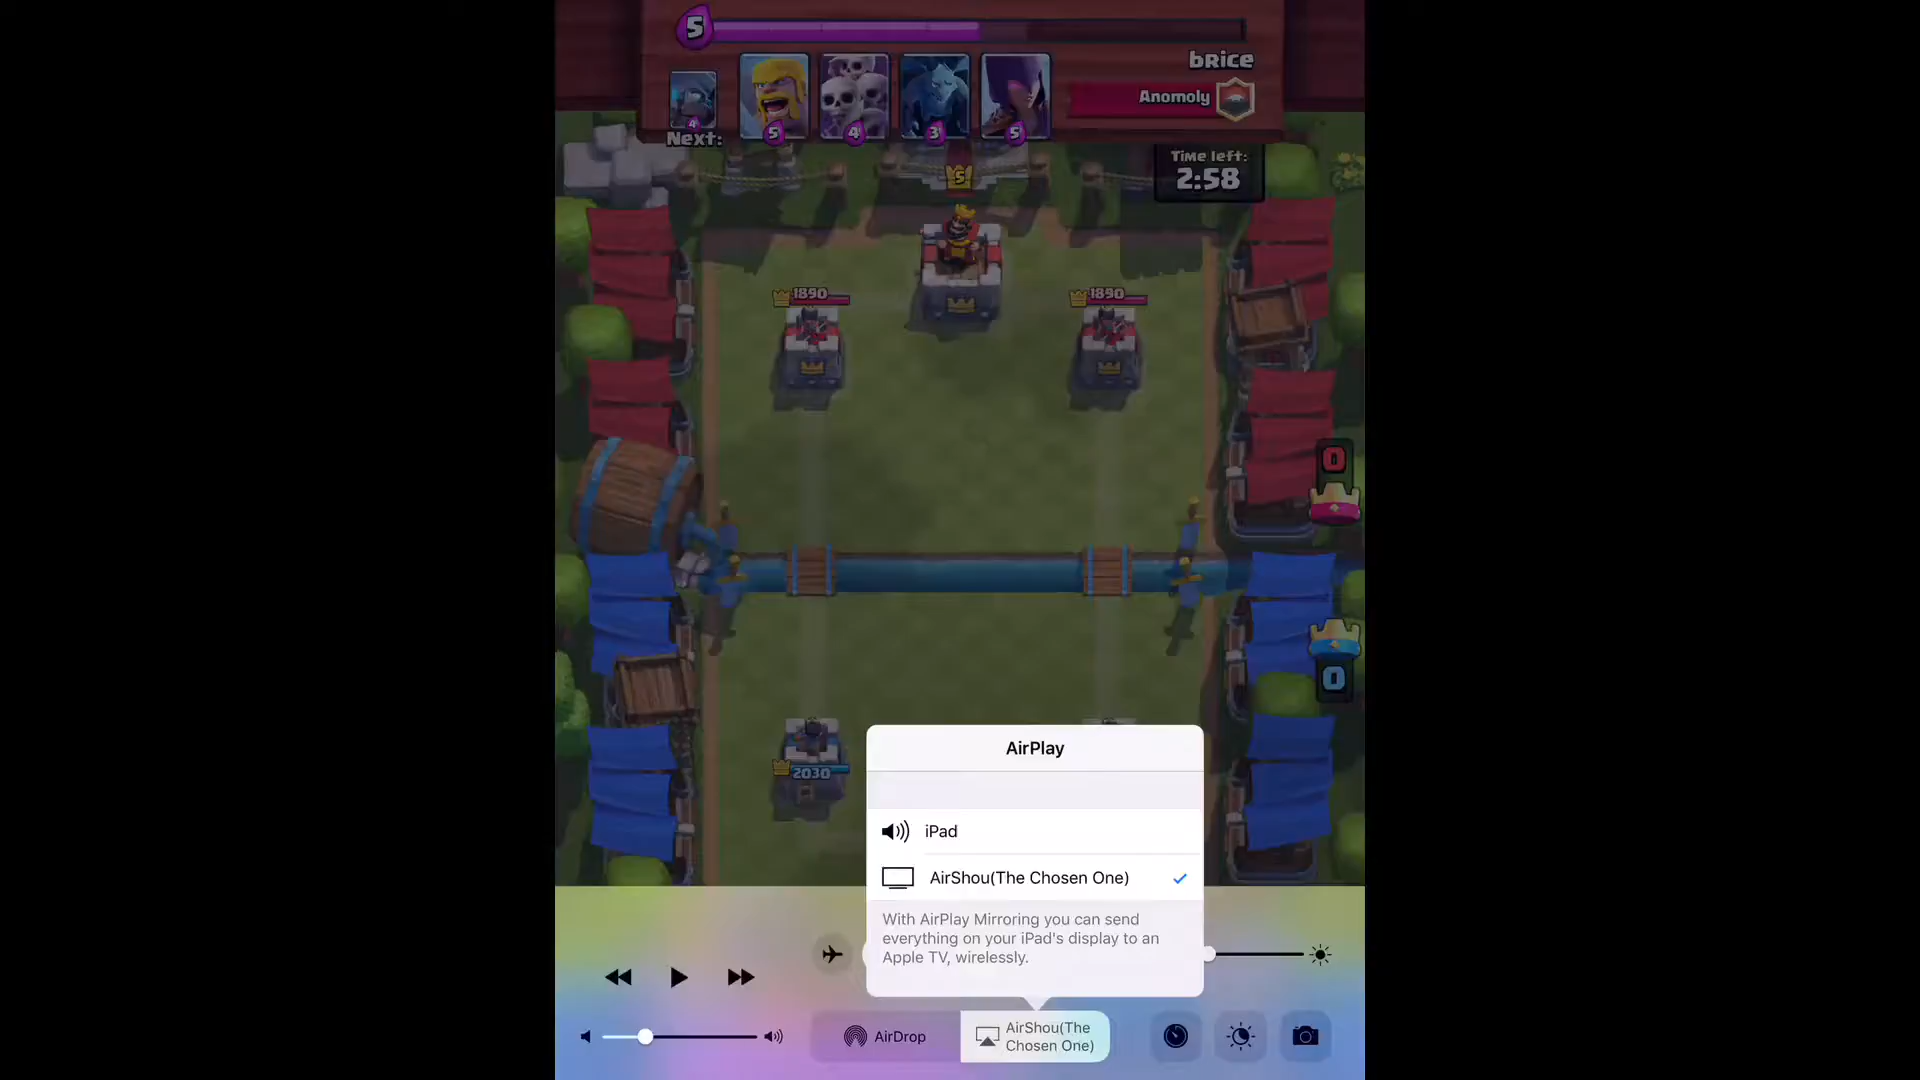 5
bRice
Anomoly
4
5
4
3
5
Next:
Time left:
2:58
5
1890
1890
0
0
2030
AirPlay
iPad
AirShou(The Chosen One)
With AirPlay Mirroring you can send
everything on your iPad's display to an
Apple TV, wirelessly.
AirDrop
AirShou(The
Chosen One)